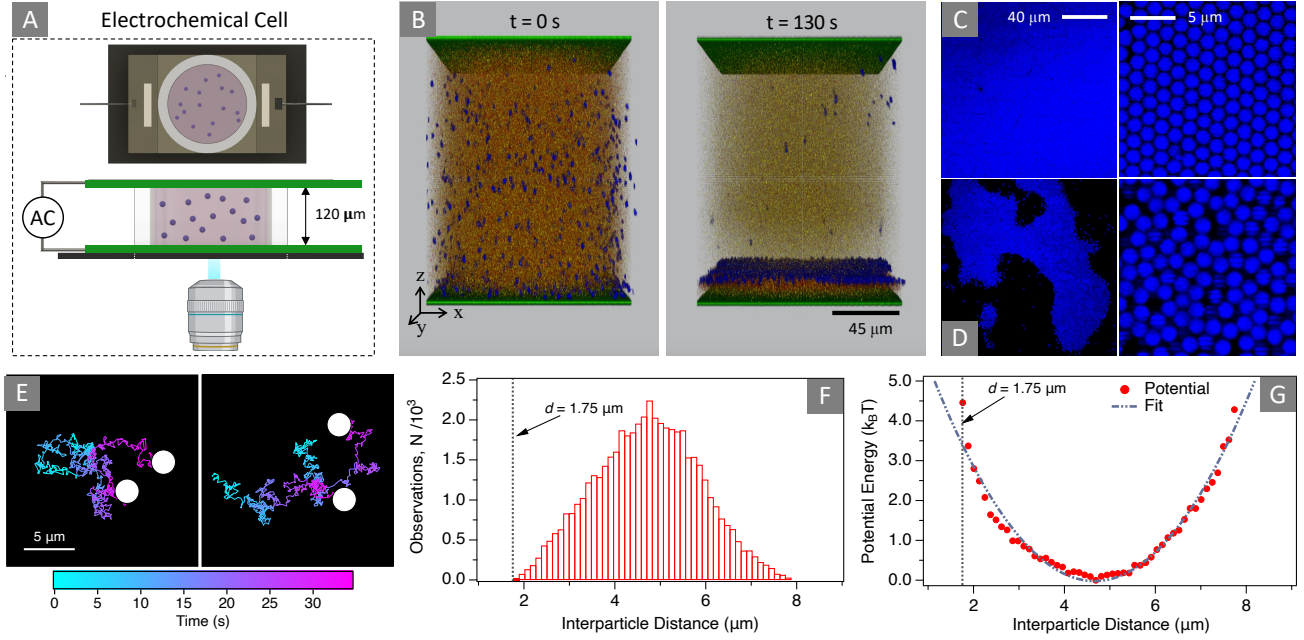 A
Electrochemical Cell
AC
120 μm
B
t = 0 s
t = 130 s
z
x
y
45 μm
C
40 μm
5 μm
D
E
5 μm
0 5 10 15 20 25 30
Time (s)
F
Observations, N /10³
2.5
2.0
1.5
1.0
0.5
0.0
d = 1.75 μm
2 4 6 8
Interparticle Distance (μm)
G
Potential Energy (kBT)
5.0
4.0
3.0
2.0
1.0
0.0
d = 1.75 μm
Potential
Fit
2 4 6 8
Interparticle Distance (μm)